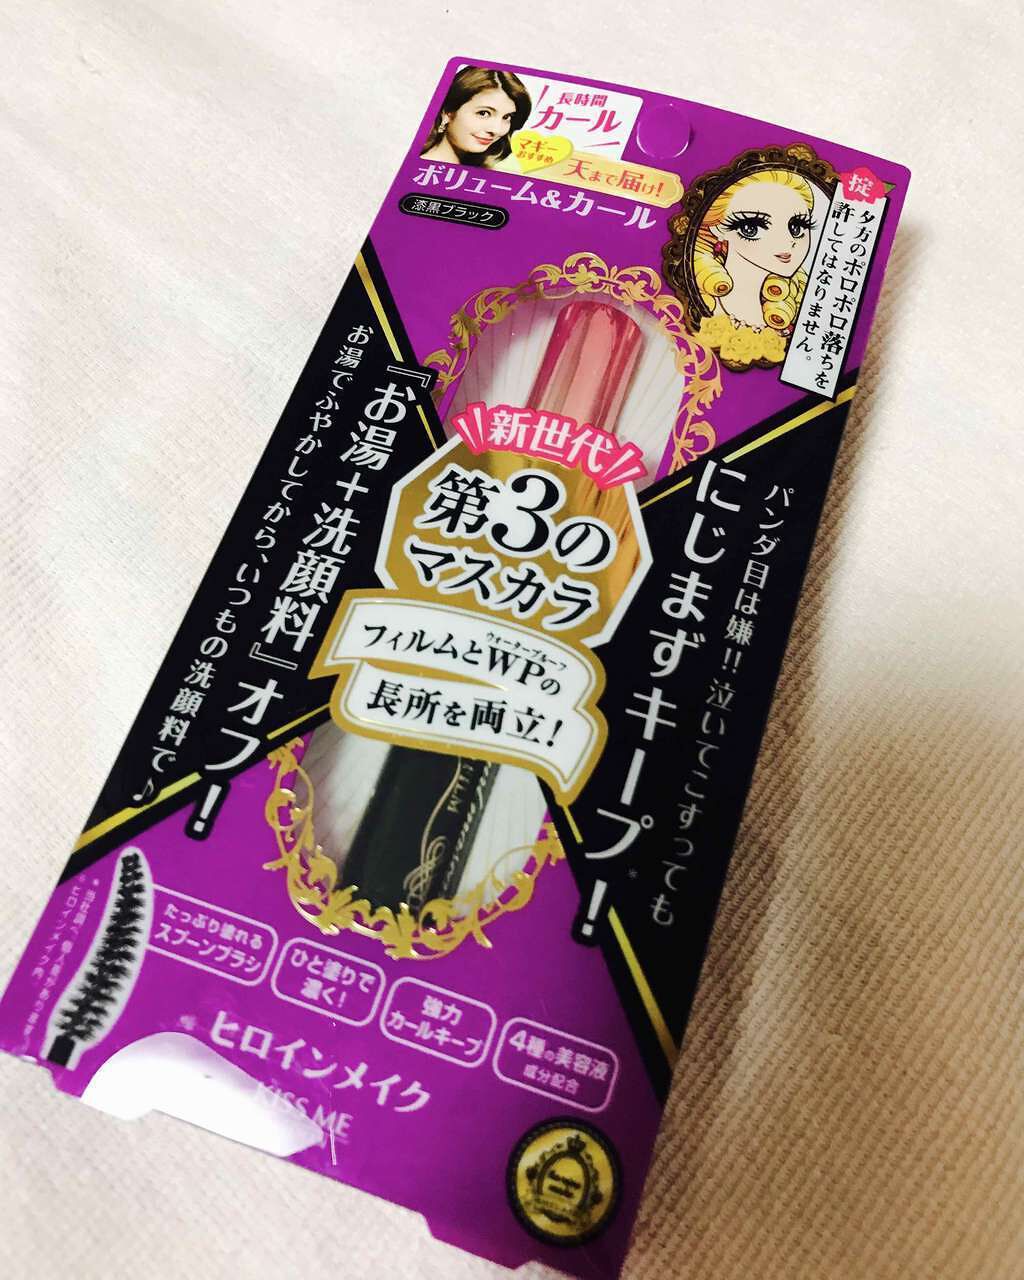 長時間
カール
マギー
おすすめ
天まで届け!
ボリューム&カール
漆黒ブラック
掟
夕方のポロポロ落ちを
許してはなりません。
パンダ目は嫌!!泣いてこすっても
にじまずキープ!
*
新世代
第3の
マスカラ
フィルムとWPの
ウォータープルーフ
長所を両立!
『お湯+洗顔料』オフ!
お湯でふやかしてから、いつもの洗顔料で♪
たっぷり塗れる
スプーンブラシ
ひと塗りで
濃く!
強力
カールキープ
4種の美容液
成分配合
ヒロインメイク
KISS ME